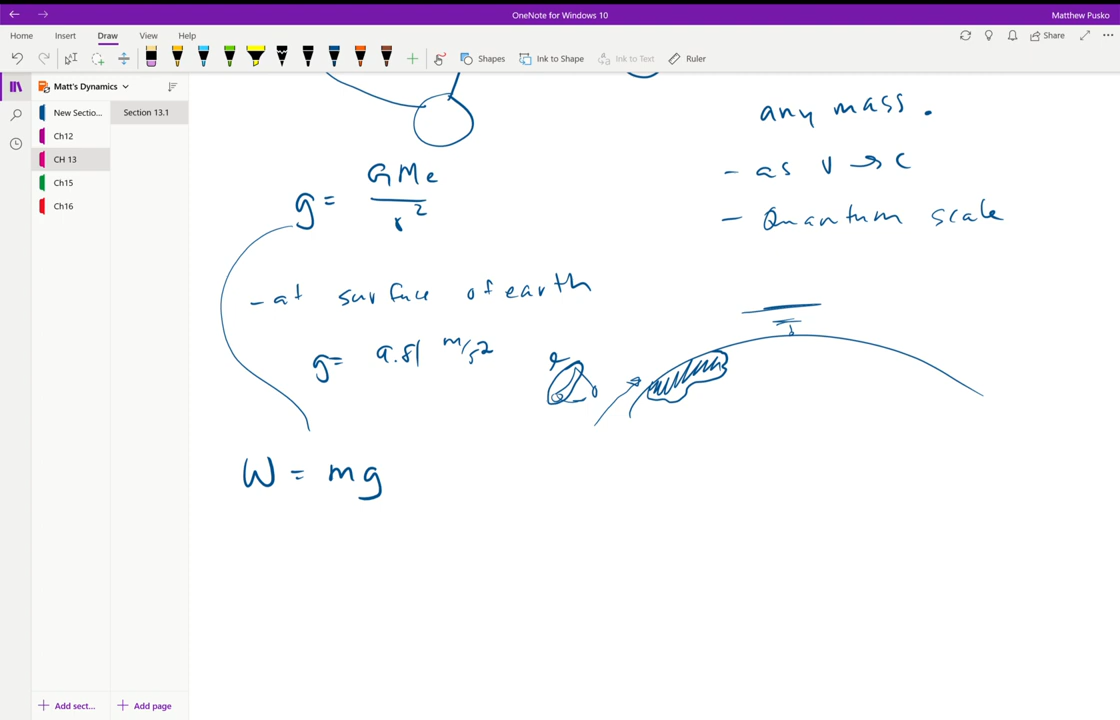 OneNote for Windows 10
Matthew Pusko
Home Insert Draw View Help
Share
Shapes Ink to Shape Ink to Text Ruler
Matt's Dynamics
New Sectio...
Section 13.1
Ch12
CH 13
Ch15
Ch16
any mass.
- as v → c
- Quantum scale
g = GMe / r²
- at surface of earth
g = 9.81 m/s2
W = mg
Add sect...
Add page